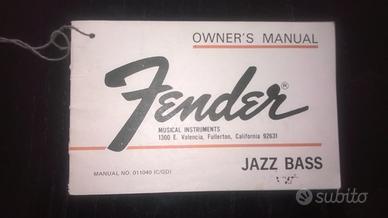 OWNER'S MANUAL
Fender®
MUSICAL INSTRUMENTS
1300 E. Valencia, Fullerton, California 92631
JAZZ BASS
MANUAL NO. 011040 (C/GD)
subito